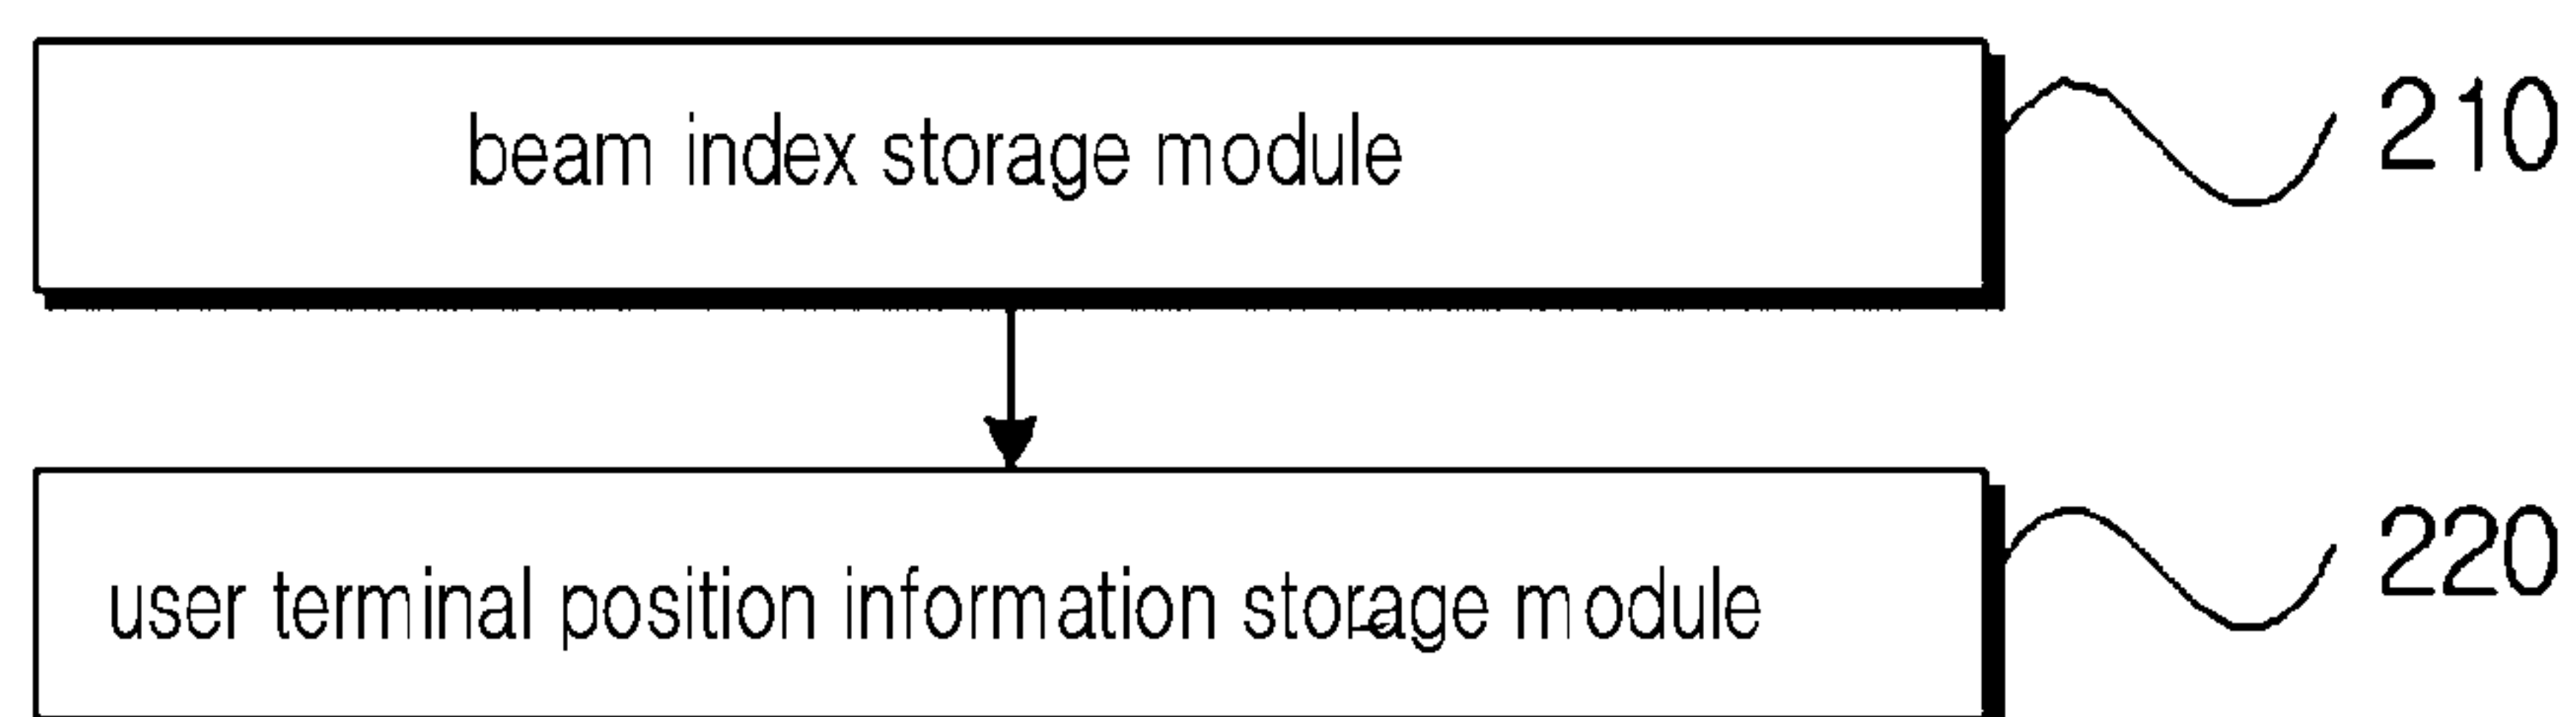 beam index storage module
210
user terminal position information storage module
220